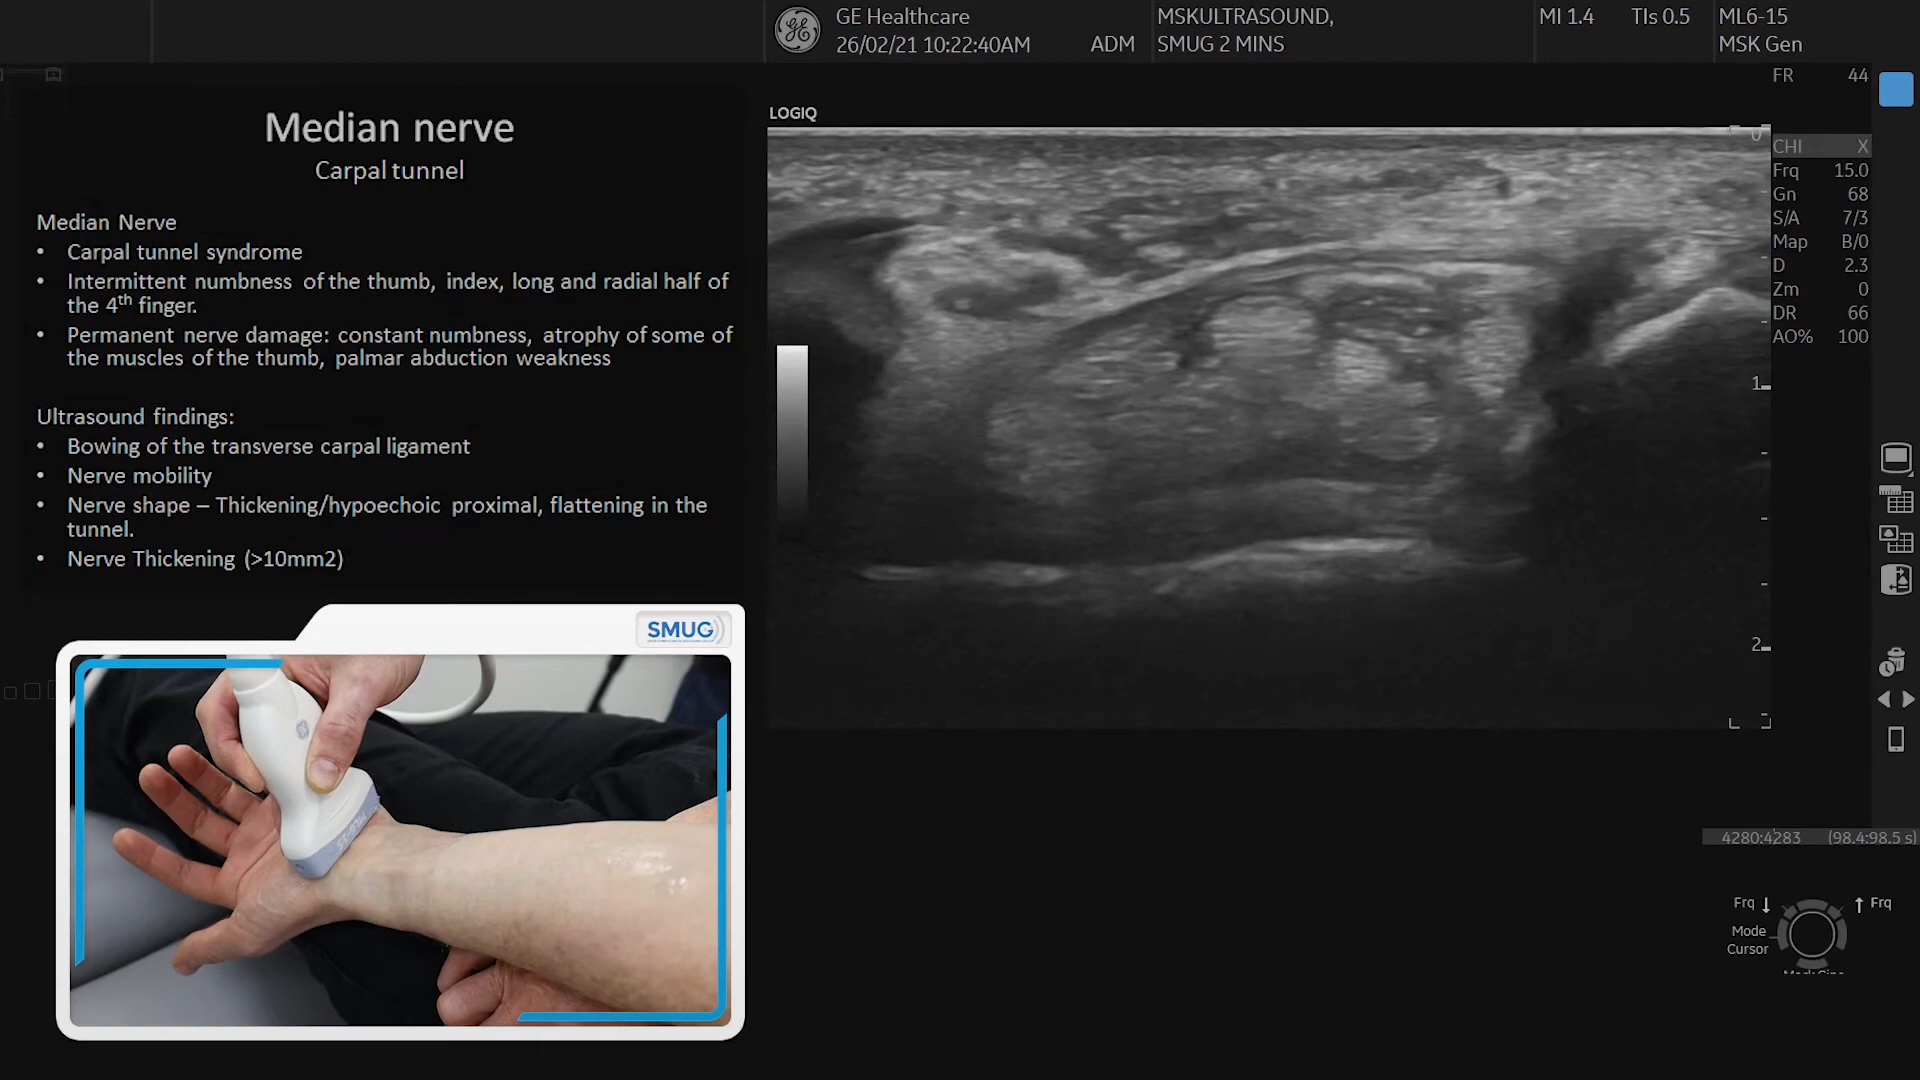 GE Healthcare
26/02/21 10:22:40AM ADM
MSKULTRASOUND,
SMUG 2 MINS
MI 1.4 TIs 0.5
ML6-15
MSK Gen
Median nerve
Carpal tunnel
Median Nerve
• Carpal tunnel syndrome
• Intermittent numbness of the thumb, index, long and radial half of
the 4th finger.
• Permanent nerve damage: constant numbness, atrophy of some of
the muscles of the thumb, palmar abduction weakness
Ultrasound findings:
• Bowing of the transverse carpal ligament
• Nerve mobility
• Nerve shape – Thickening/hypoechoic proximal, flattening in the
tunnel.
• Nerve Thickening (>10mm2)
SMUG
ML6-15
LOGIQ
0
1
2
FR 44
CHI X
Frq 15.0
Gn 68
S/A 7/3
Map B/0
D 2.3
Zm 0
DR 66
AO% 100
4280:4283 (98.4:98.5 s)
Frq ↓ ↑ Frq
Mode
Cursor